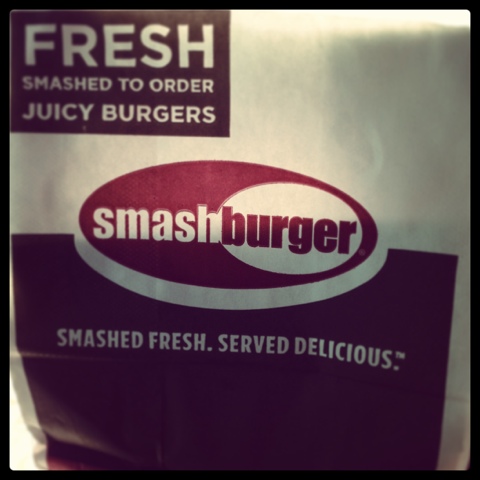 FRESH
SMASHED TO ORDER
JUICY BURGERS
smashburger®
SMASHED FRESH. SERVED DELICIOUS.™